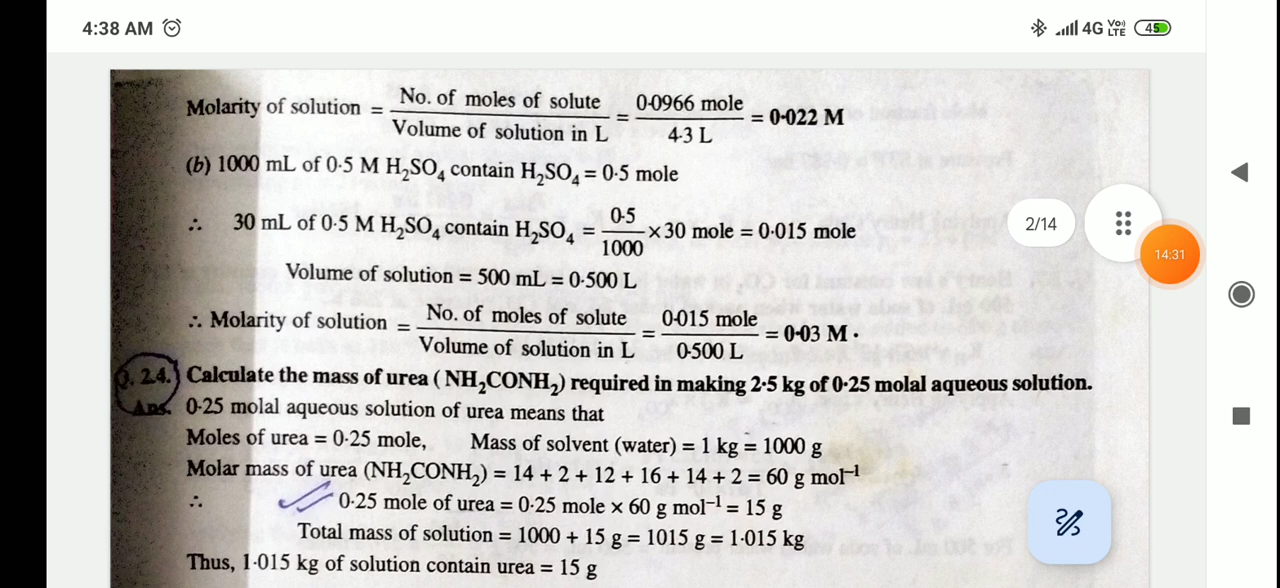 4:38 AM
4G Vo) LTE 45
Molarity of solution = No. of moles of solute / Volume of solution in L = 0·0966 mole / 4·3 L = 0·022 M
(b) 1000 mL of 0·5 M H₂SO₄ contain H₂SO₄ = 0·5 mole
∴ 30 mL of 0·5 M H₂SO₄ contain H₂SO₄ = 0·5 / 1000 × 30 mole = 0·015 mole
2/14
14:31
Volume of solution = 500 mL = 0·500 L
∴ Molarity of solution = No. of moles of solute / Volume of solution in L = 0·015 mole / 0·500 L = 0·03 M ·
Q. 2.4. Calculate the mass of urea ( NH₂CONH₂) required in making 2·5 kg of 0·25 molal aqueous solution.
Ans. 0·25 molal aqueous solution of urea means that
Moles of urea = 0·25 mole, Mass of solvent (water) = 1 kg = 1000 g
Molar mass of urea (NH₂CONH₂) = 14 + 2 + 12 + 16 + 14 + 2 = 60 g mol⁻¹
∴ 0·25 mole of urea = 0·25 mole × 60 g mol⁻¹ = 15 g
Total mass of solution = 1000 + 15 g = 1015 g = 1·015 kg
Thus, 1·015 kg of solution contain urea = 15 g